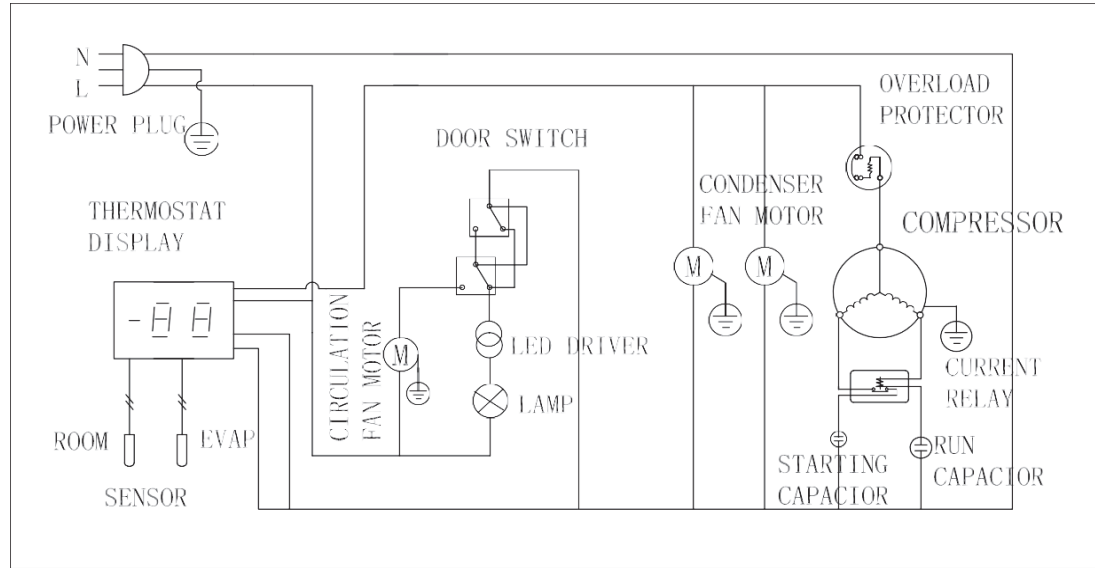 N
L
POWER PLUG
OVERLOAD
PROTECTOR
DOOR SWITCH
CONDENSER
FAN MOTOR
COMPRESSOR
THERMOSTAT
DISPLAY
-88
M
M
M
CIRCULATION
FAN MOTOR
LED DRIVER
LAMP
CURRENT
RELAY
ROOM
EVAP
SENSOR
STARTING
CAPACIOR
RUN
CAPACIOR